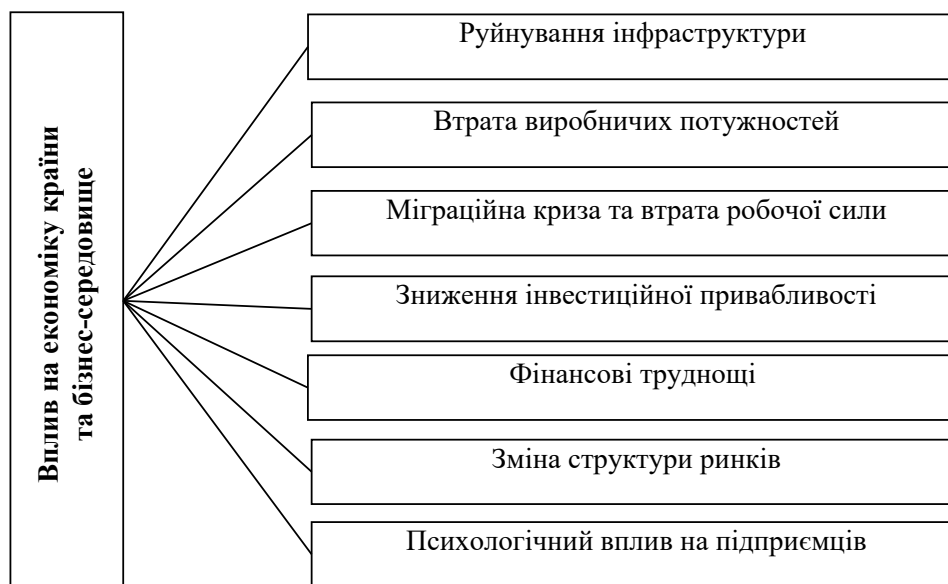 Вплив на економіку країни
та бізнес-середовище
Руйнування інфраструктури
Втрата виробничих потужностей
Міграційна криза та втрата робочої сили
Зниження інвестиційної привабливості
Фінансові труднощі
Зміна структури ринків
Психологічний вплив на підприємців